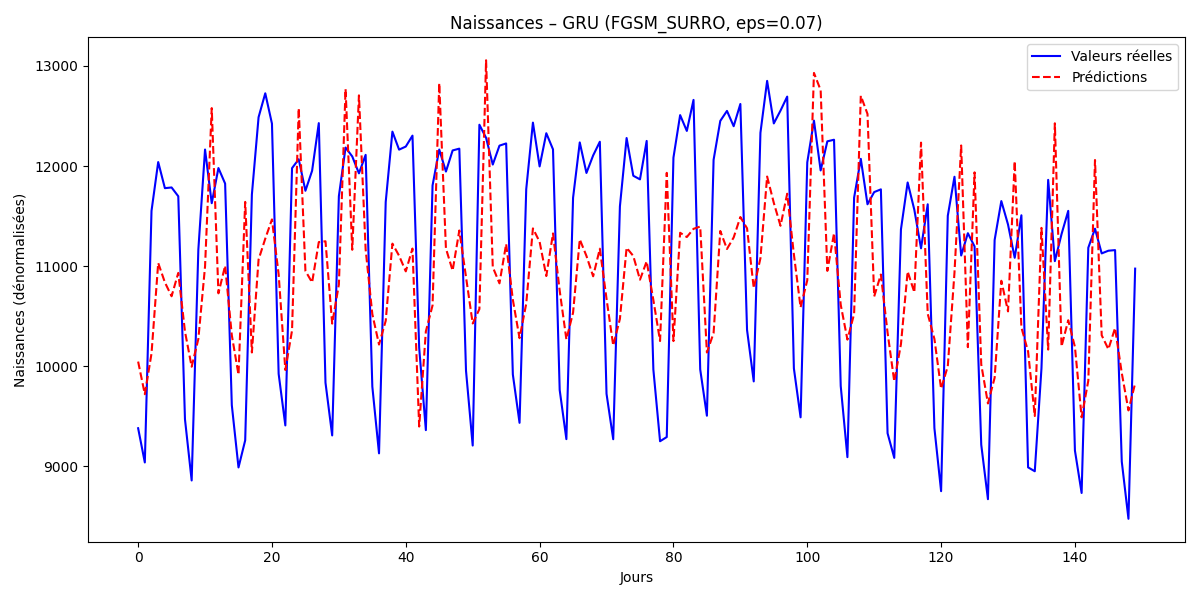 Naissances – GRU (FGSM_SURRO, eps=0.07)
Valeurs réelles
Prédictions
Naissances (dénormalisées)
13000
12000
11000
10000
9000
0 20 40 60 80 100 120 140
Jours